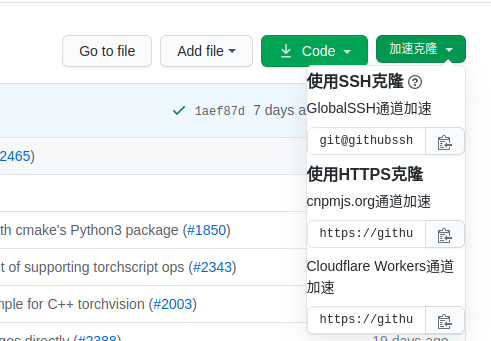 Go to file
Add file
Code
加速克隆
使用SSH克隆
1aef87d 7 days a
GlobalSSH通道加速
git@githubssh
2465)
使用HTTPS克隆
cnpmjs.org通道加速
th cmake's Python3 package (#1850)
https://githu
nt of supporting torchscript ops (#2343)
Cloudflare Workers通道
加速
nple for C++ torchvision (#2003)
https://githu
ges directly (#2388)
19 days ago